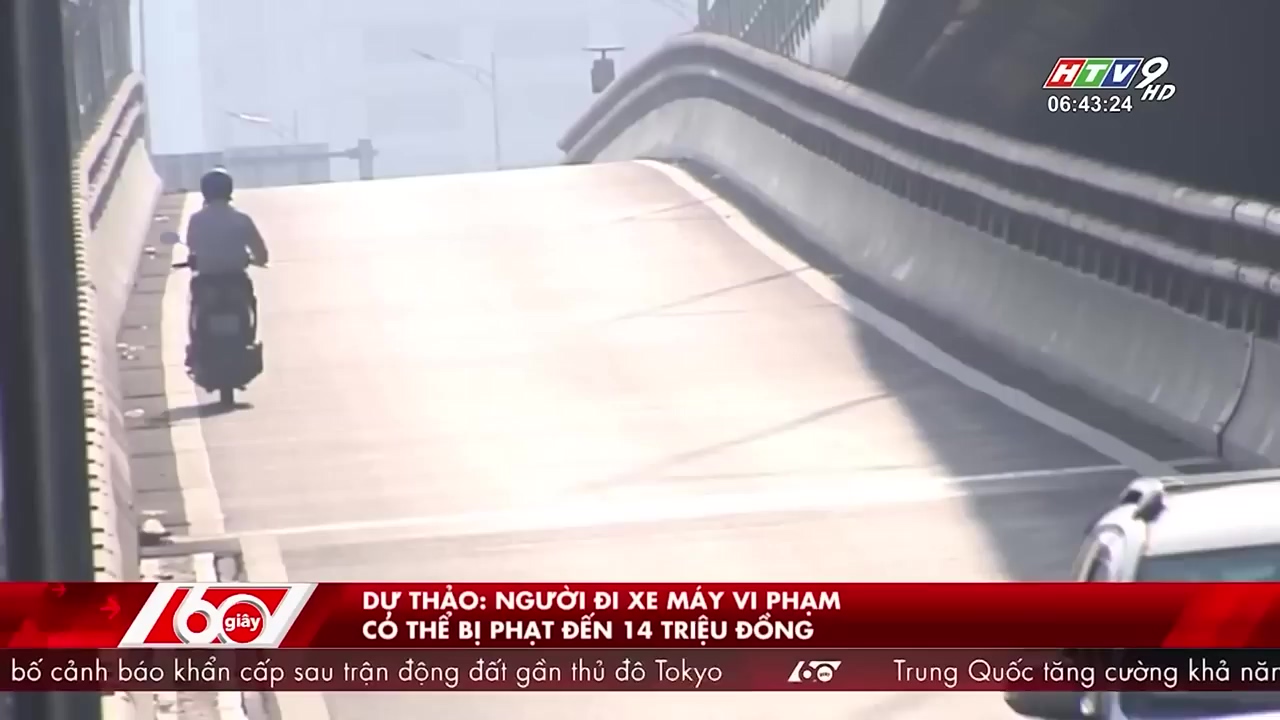 HTV9 HD
06:43:24
60 giây
DỰ THẢO: NGƯỜI ĐI XE MÁY VI PHẠM
CÓ THỂ BỊ PHẠT ĐẾN 14 TRIỆU ĐỒNG
bố cảnh báo khẩn cấp sau trận động đất gần thủ đô Tokyo 60 giây Trung Quốc tăng cường khả năn